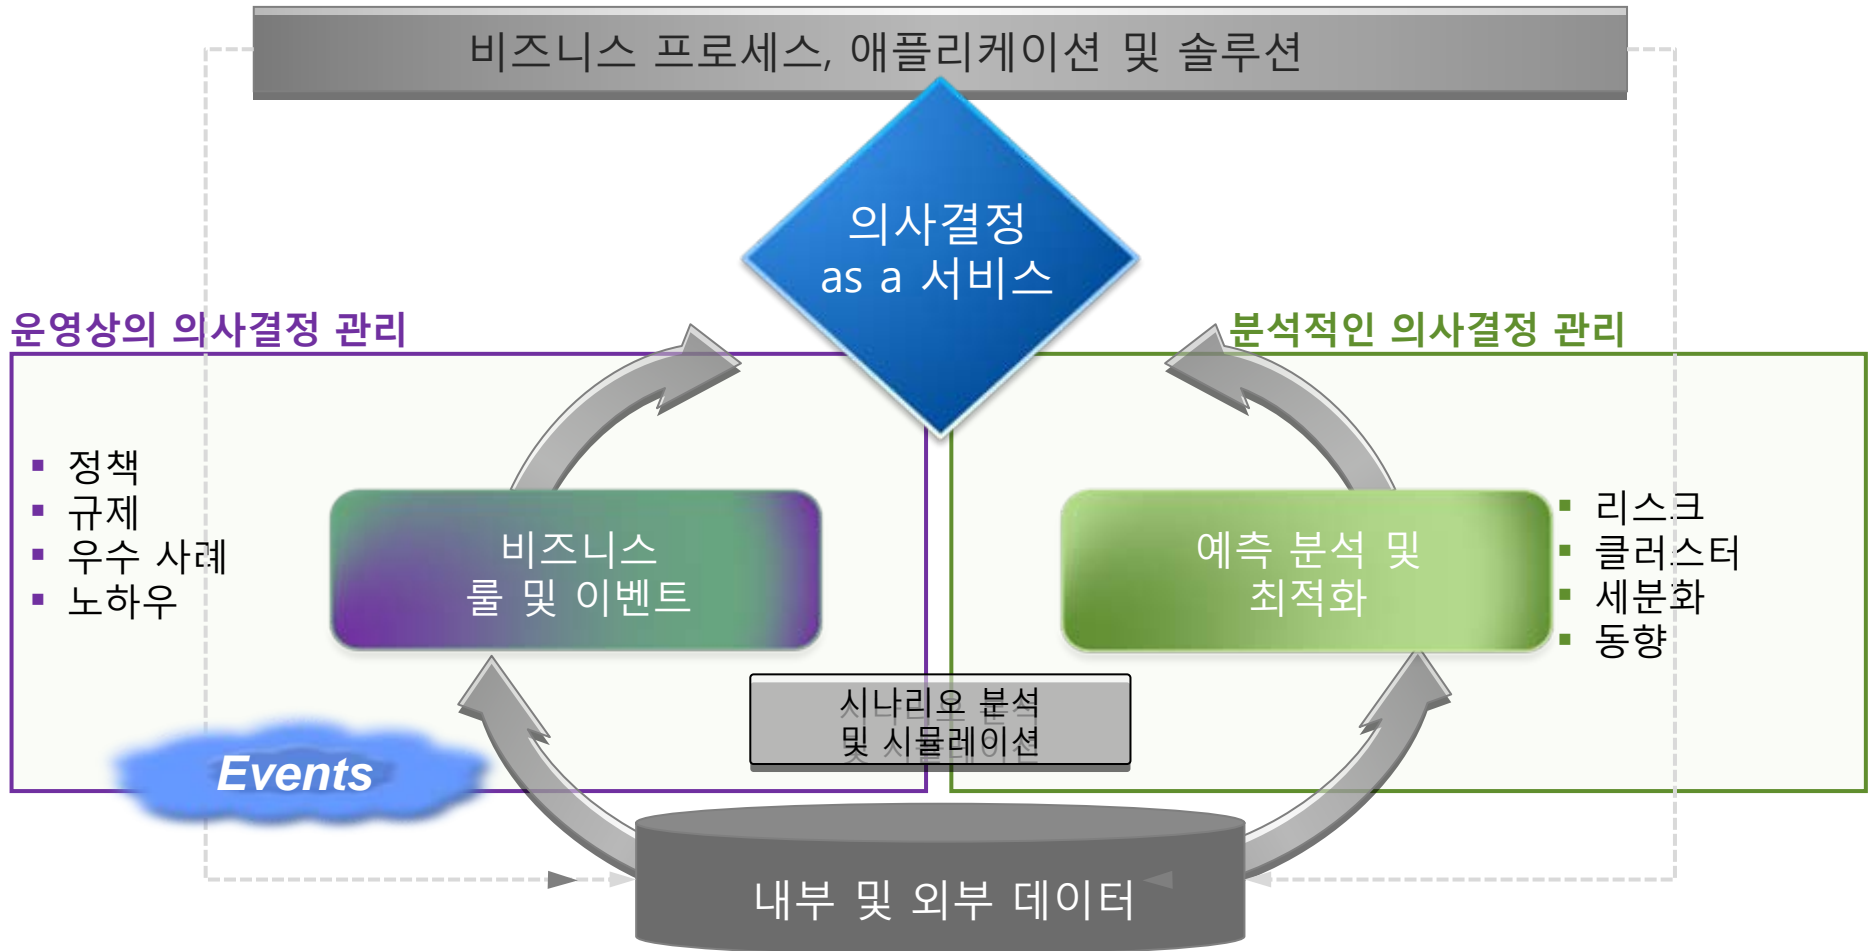 비즈니스 프로세스, 애플리케이션 및 솔루션
의사결정
as a 서비스
운영상의 의사결정 관리
분석적인 의사결정 관리
▪ 정책
▪ 규제
▪ 우수 사례
▪ 노하우
비즈니스
룰 및 이벤트
예측 분석 및
최적화
▪ 리스크
▪ 클러스터
▪ 세분화
▪ 동향
시나리오 분석
및 시뮬레이션
Events
내부 및 외부 데이터